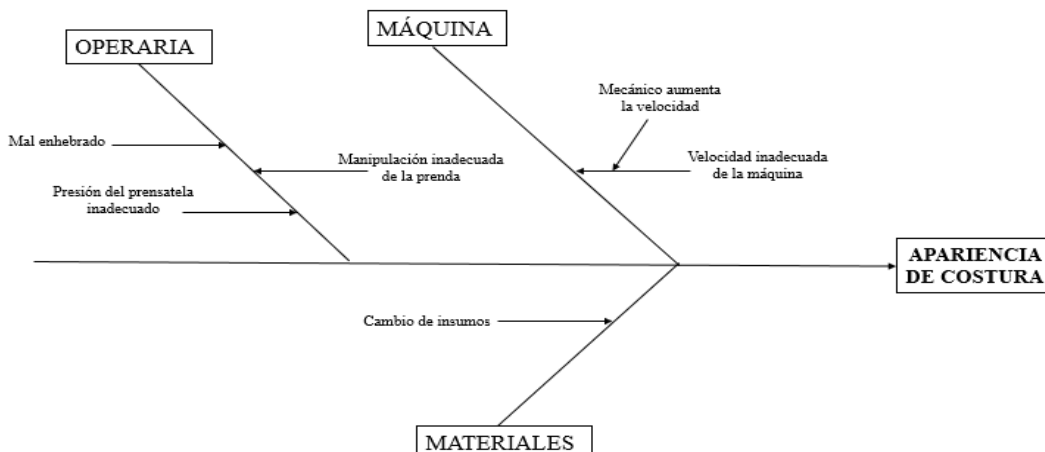 OPERARIA
MÁQUINA
Mecánico aumenta
la velocidad
Mal enhebrado
Manipulación inadecuada
de la prenda
Velocidad inadecuada
de la máquina
Presión del prensatela
inadecuado
APARIENCIA
DE COSTURA
Cambio de insumos
MATERIALES